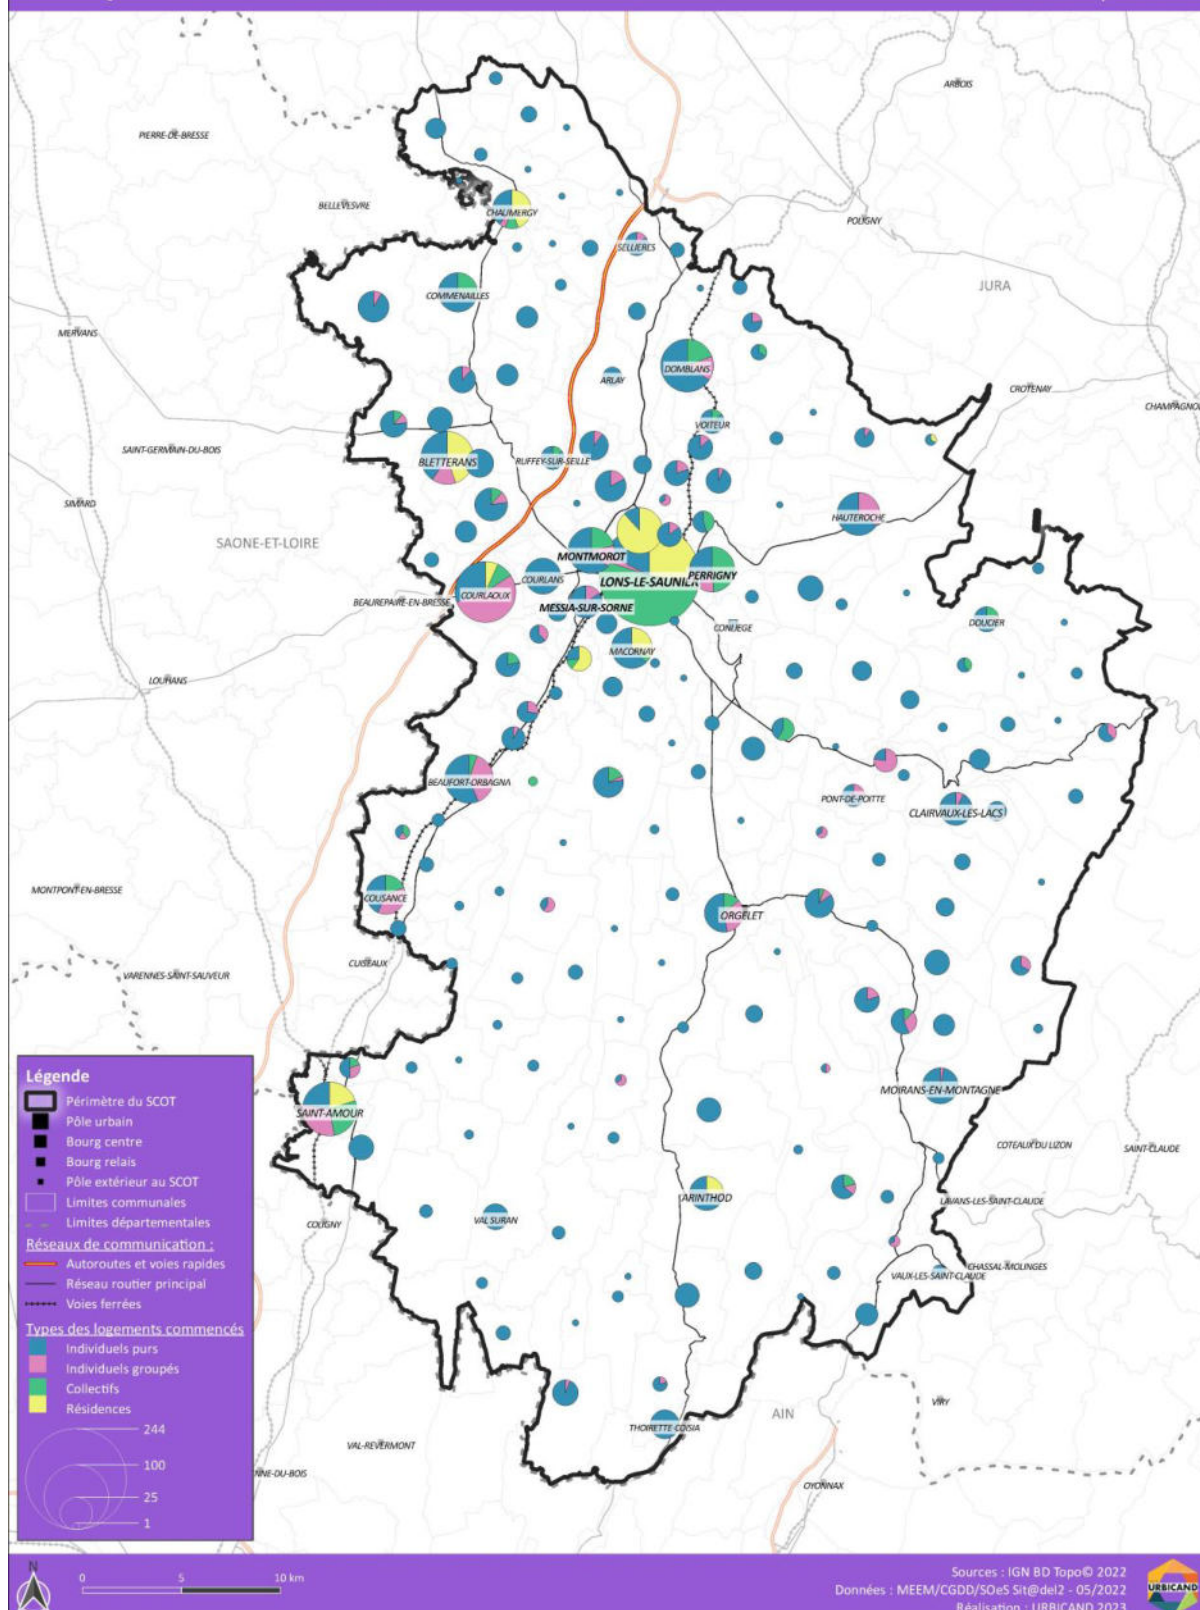 ARBOIS
PIERRE-DE-BRESSE
BELLEVESVRE
CHAUMERGY
POLIGNY
SELLIERES
JURA
COMMENAILLES
MERVANS
DOMBLANS
ARLAY
CROTENAY
CHAMPAGNOL
VOITEUR
SAINT-GERMAIN-DU-BOIS
BLETTERANS
RUFFEY-SUR-SEILLE
SIMARD
HAUTEROCHE
SAONE-ET-LOIRE
MONTMOROT
PERRIGNY
COURLANS
LONS-LE-SAUNIER
COURLAOUX
BEAUREPAIRE-EN-BRESSE
MESSIA-SUR-SORNE
CONLIEGE
DOUCIER
MACORNAY
LOUHANS
BEAUFORT-ORBAGNA
PONT-DE-POITTE
CLAIRVAUX-LES-LACS
MONTPONT-EN-BRESSE
COUSANCE
ORGELET
CUISEAUX
VARENNES-SAINT-SAUVEUR
MOIRANS-EN-MONTAGNE
SAINT-AMOUR
COTEAUX DU LIZON
SAINT-CLAUDE
ARINTHOD
LAVANS-LES-SAINT-CLAUDE
COLIGNY
VAL SURAN
CHASSAL-MOLINGES
VAUX-LES-SAINT-CLAUDE
VIRY
AIN
THOIRETTE-COISIA
VAL-REVERMONT
NNE-DU-BOIS
OYONNAX
Légende
Périmètre du SCOT
Pôle urbain
Bourg centre
Bourg relais
Pôle extérieur au SCOT
Limites communales
Limites départementales
Réseaux de communication :
Autoroutes et voies rapides
Réseau routier principal
Voies ferrées
Types des logements commencés
Individuels purs
Individuels groupés
Collectifs
Résidences
244
100
25
1
N
0 5 10 km
Sources : IGN BD Topo© 2022
Données : MEEM/CGDD/SOeS Sit@del2 - 05/2022
Réalisation : URBICAND 2023
URBICAND